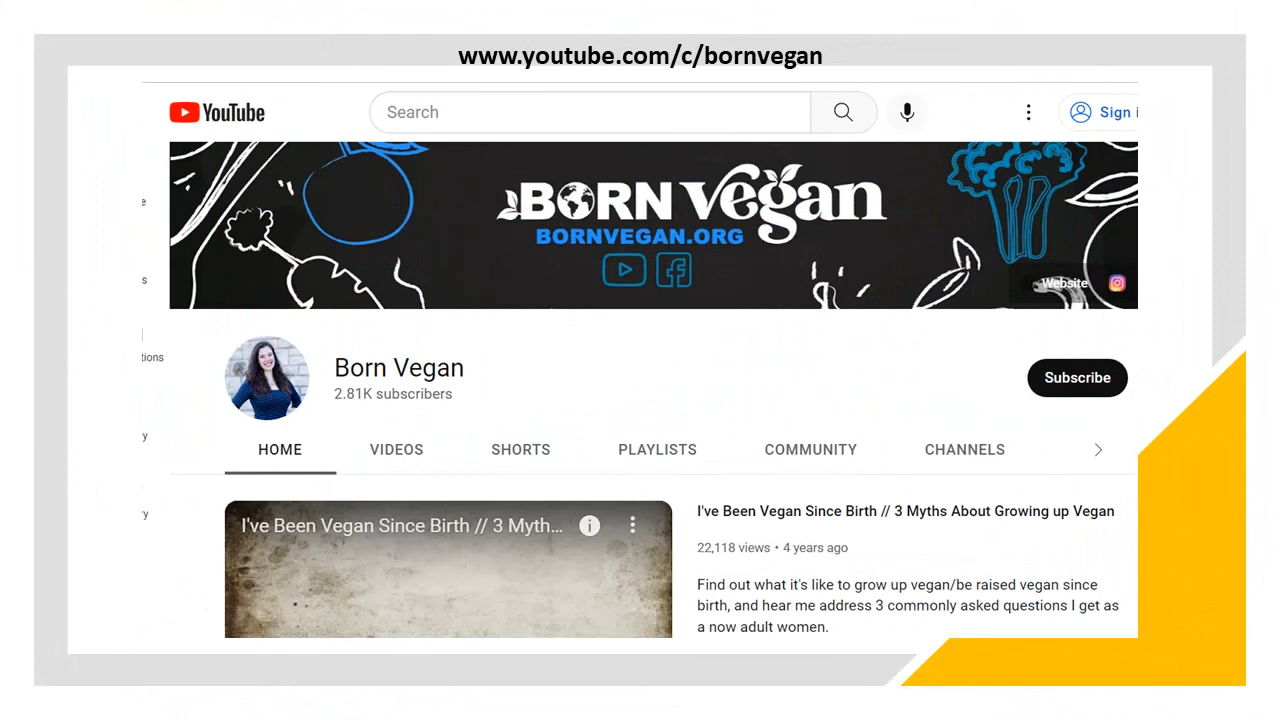 www.youtube.com/c/bornvegan
YouTube
Search
Sign i
BORN vegan
BORNVEGAN.ORG
Website
Born Vegan
2.81K subscribers
Subscribe
tions
HOME VIDEOS SHORTS PLAYLISTS COMMUNITY CHANNELS
I've Been Vegan Since Birth // 3 Myth...
I've Been Vegan Since Birth // 3 Myths About Growing up Vegan
22,118 views • 4 years ago
Find out what it's like to grow up vegan/be raised vegan since
birth, and hear me address 3 commonly asked questions I get as
a now adult women.